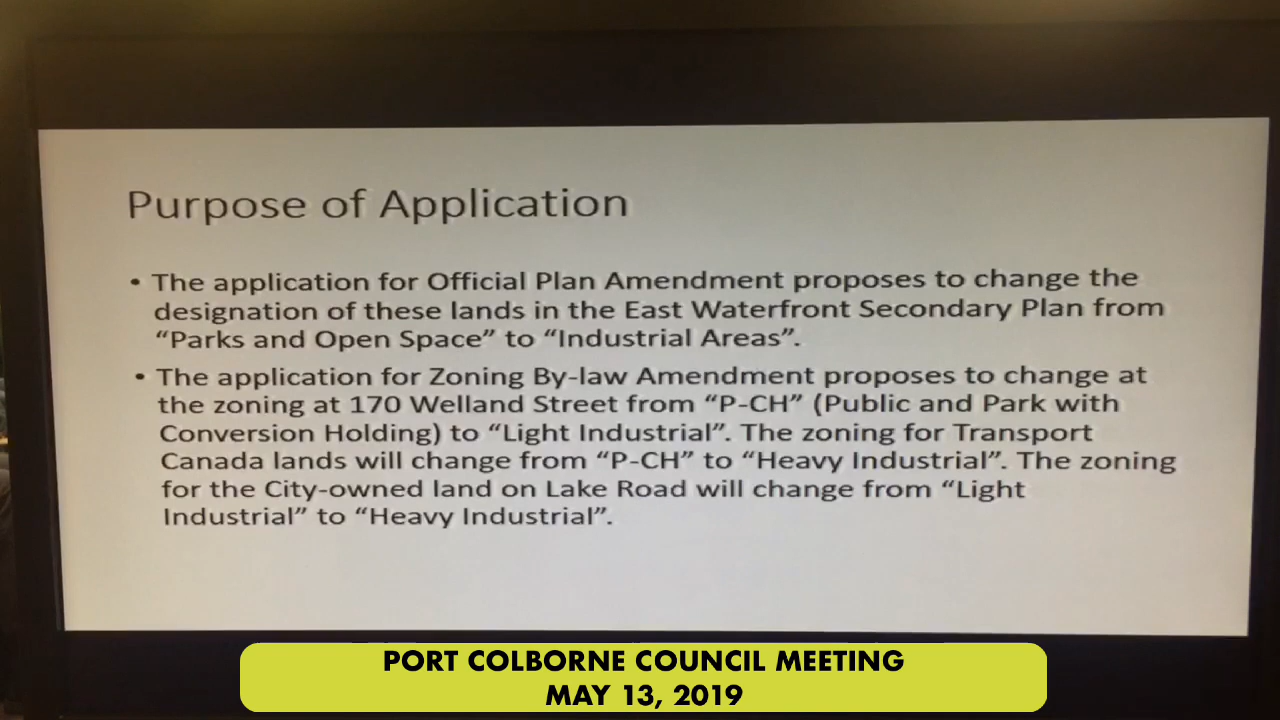 Purpose of Application
• The application for Official Plan Amendment proposes to change the
designation of these lands in the East Waterfront Secondary Plan from
“Parks and Open Space” to “Industrial Areas”.
• The application for Zoning By-law Amendment proposes to change at
the zoning at 170 Welland Street from “P-CH” (Public and Park with
Conversion Holding) to “Light Industrial”. The zoning for Transport
Canada lands will change from “P-CH” to “Heavy Industrial”. The zoning
for the City-owned land on Lake Road will change from “Light
Industrial” to “Heavy Industrial”.
PORT COLBORNE COUNCIL MEETING
MAY 13, 2019